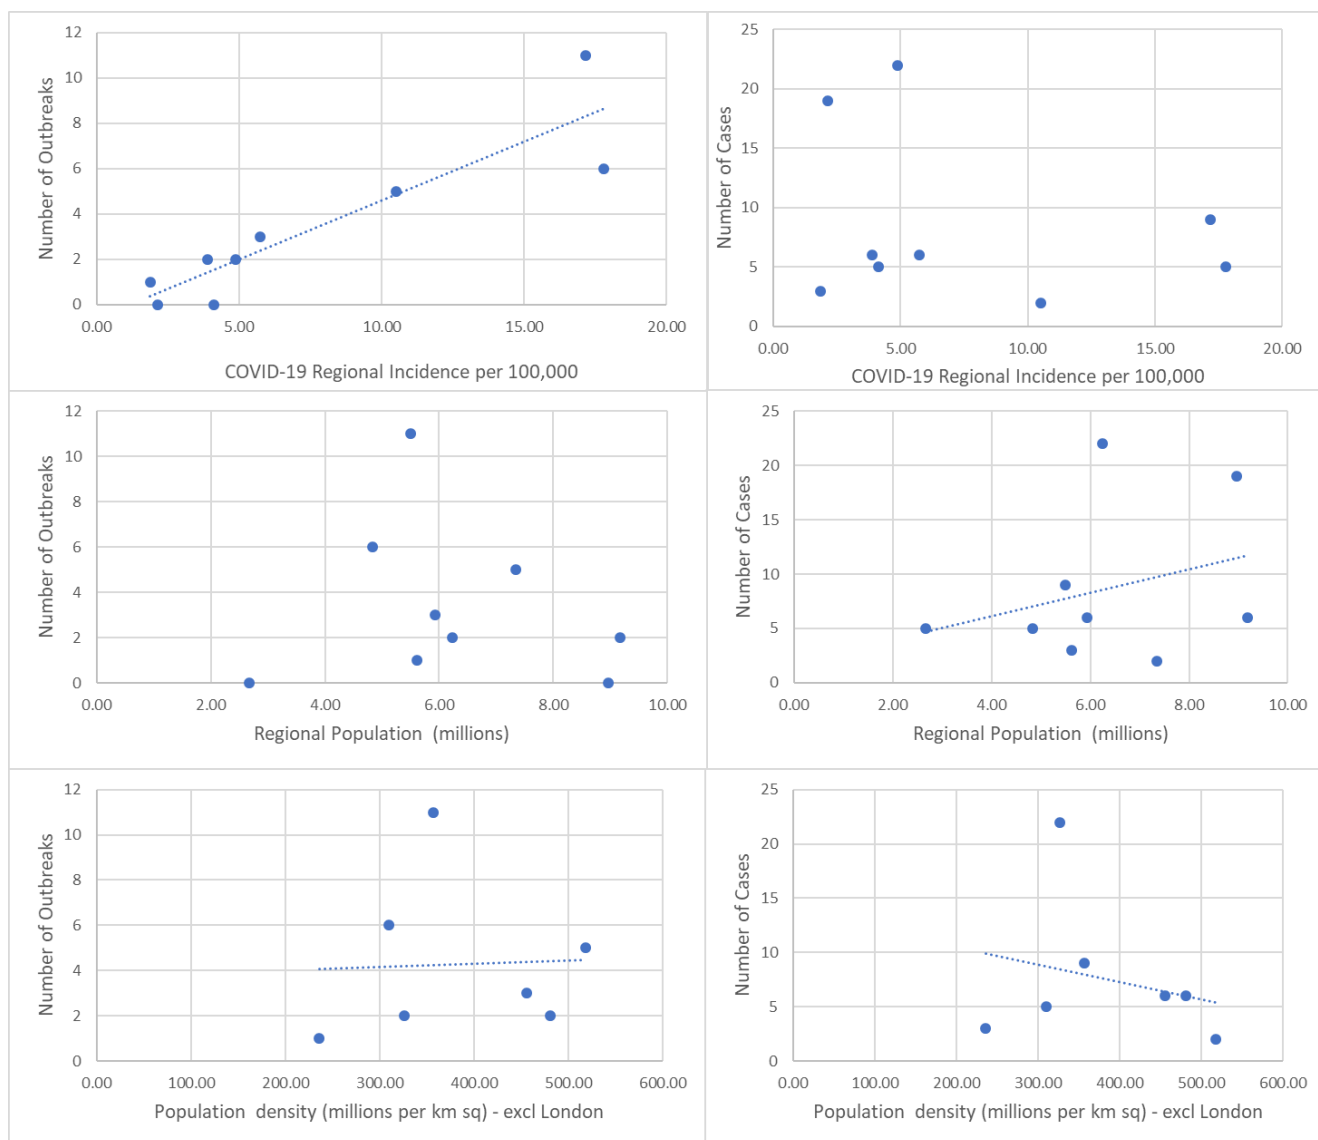 12
10
8
6
4
2
0
Number of Outbreaks
0.00 5.00 10.00 15.00 20.00
COVID-19 Regional Incidence per 100,000
25
20
15
10
5
0
Number of Cases
0.00 5.00 10.00 15.00 20.00
COVID-19 Regional Incidence per 100,000
12
10
8
6
4
2
0
Number of Outbreaks
0.00 2.00 4.00 6.00 8.00 10.00
Regional Population (millions)
25
20
15
10
5
0
Number of Cases
0.00 2.00 4.00 6.00 8.00 10.00
Regional Population (millions)
12
10
8
6
4
2
0
Number of Outbreaks
0.00 100.00 200.00 300.00 400.00 500.00 600.00
Population density (millions per km sq) - excl London
25
20
15
10
5
0
Number of Cases
0.00 100.00 200.00 300.00 400.00 500.00 600.00
Population density (millions per km sq) - excl London